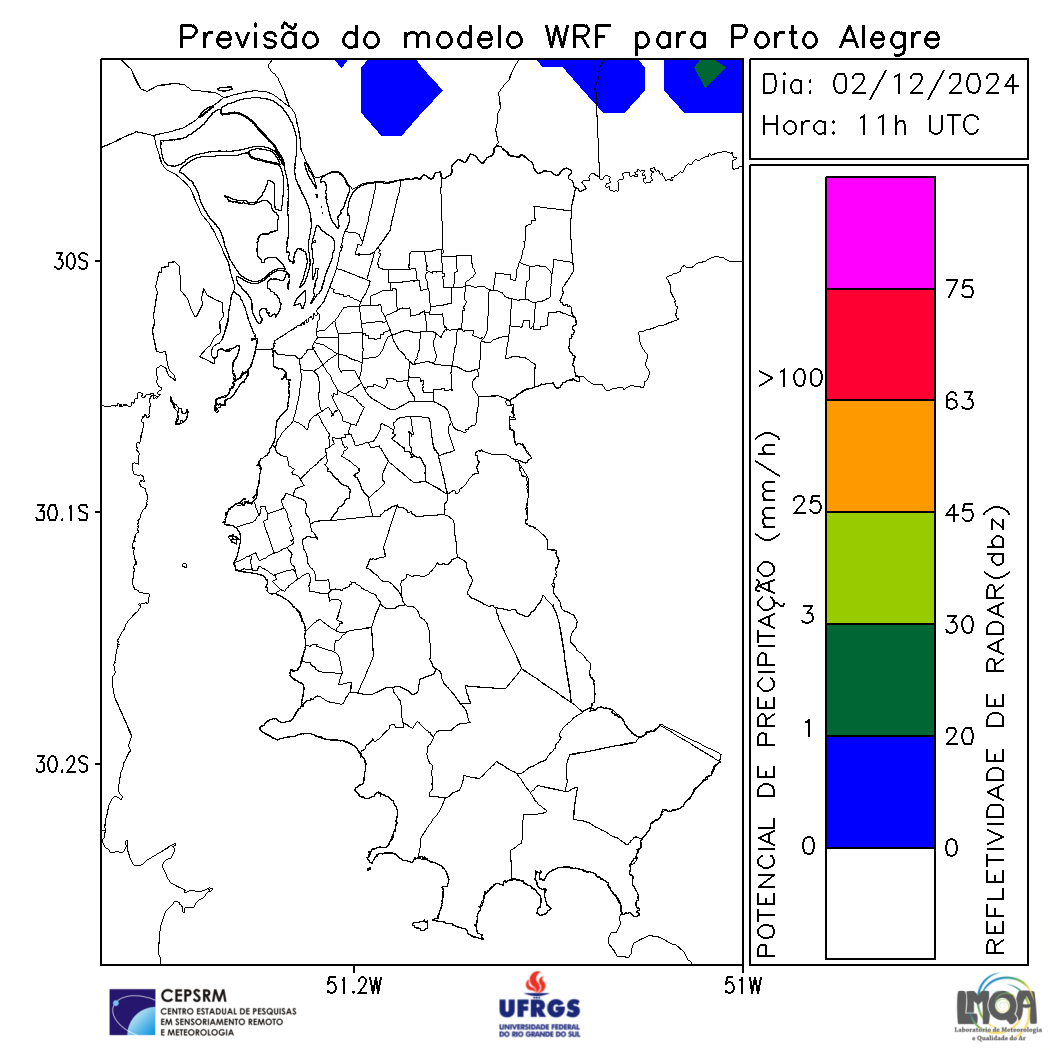 Previsão do modelo WRF para Porto Alegre
Dia: 02/12/2024
Hora: 11h UTC
30S
30.1S
30.2S
51.2W
51W
POTENCIAL DE PRECIPITAÇÃO (mm/h)
>100
25
3
1
0
75
63
45
30
20
0
REFLETIVIDADE DE RADAR(dbz)
CEPSRM
CENTRO ESTADUAL DE PESQUISAS
EM SENSORIAMENTO REMOTO
E METEOROLOGIA
UFRGS
UNIVERSIDADE FEDERAL
DO RIO GRANDE DO SUL
LMQA
Laboratório de Meteorologia
e Qualidade do Ar